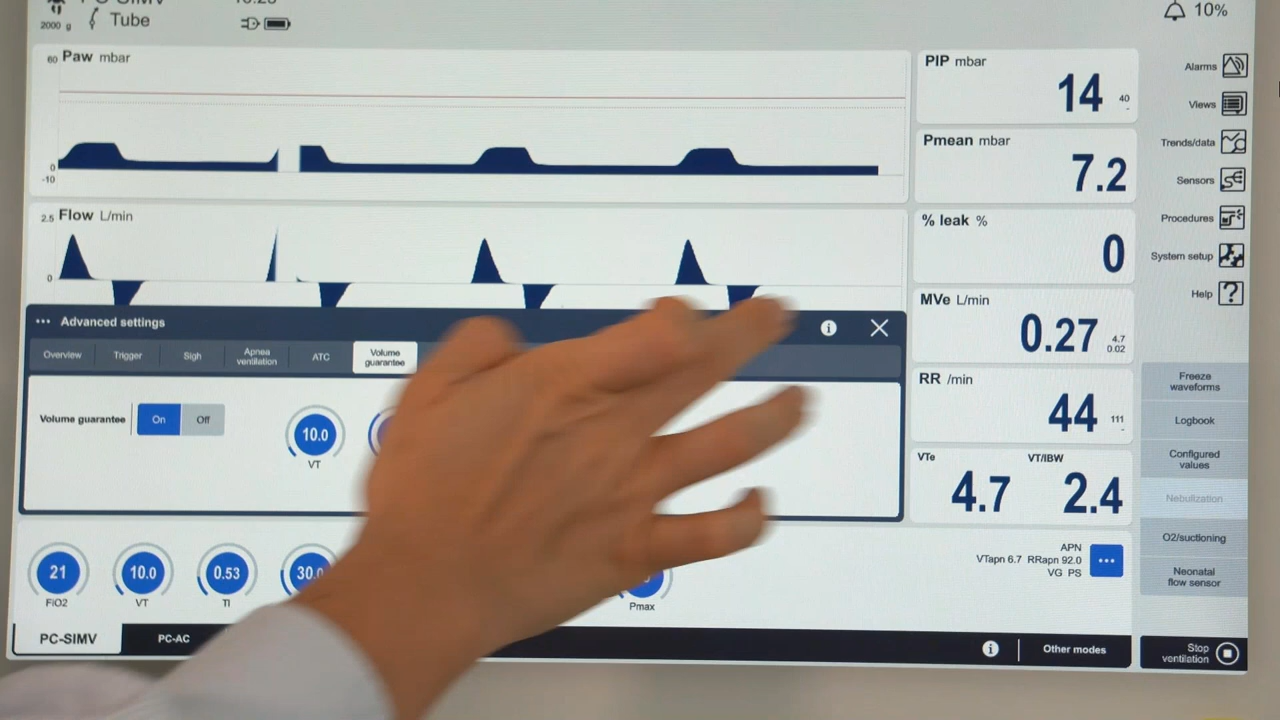 10%
2000 g
Tube
60 Paw mbar
0
-10
2.5 Flow L/min
0
Advanced settings
Overview
Trigger
Sigh
Apnea
ventilation
ATC
Volume
guarantee
Volume guarantee
On
Off
10.0
VT
PIP mbar
14
40
-
Pmean mbar
7.2
% leak %
0
MVe L/min
0.27
4.7
0.02
RR /min
44
111
-
VTe
VT/IBW
4.7
2.4
Alarms
Views
Trends/data
Sensors
Procedures
System setup
Help
Freeze
waveforms
Logbook
Configured
values
Nebulization
O2/suctioning
Neonatal
flow sensor
21
10.0
0.53
FiO2
VT
TI
Pmax
APN
VTapn 6.7 RRapn 92.0
VG PS
PC-SIMV
PC-AC
Other modes
Stop
ventilation